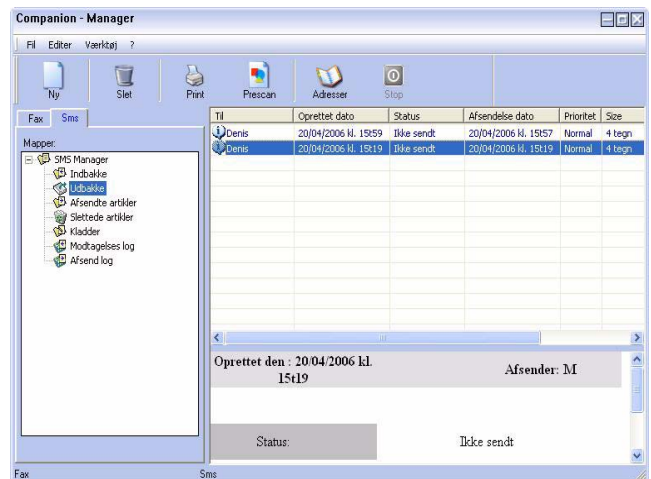 Companion - Manager
Fil Editer Værktøj ?
Ny Slet Print Prescan Adresser Stop
Fax Sms
Mapper:
SMS Manager
Indbakke
Udbakke
Afsendte artikler
Slettede artikler
Kladder
Modtagelses log
Afsend log
Til Oprettet dato Status Afsendelse dato Prioritet Size
Denis 20/04/2006 kl. 15t59 Ikke sendt 20/04/2006 kl. 15t57 Normal 4 tegn
Denis 20/04/2006 kl. 15t19 Ikke sendt 20/04/2006 kl. 15t19 Normal 4 tegn
Oprettet den : 20/04/2006 kl.
15t19
Afsender: M
Status: Ikke sendt
Fax Sms